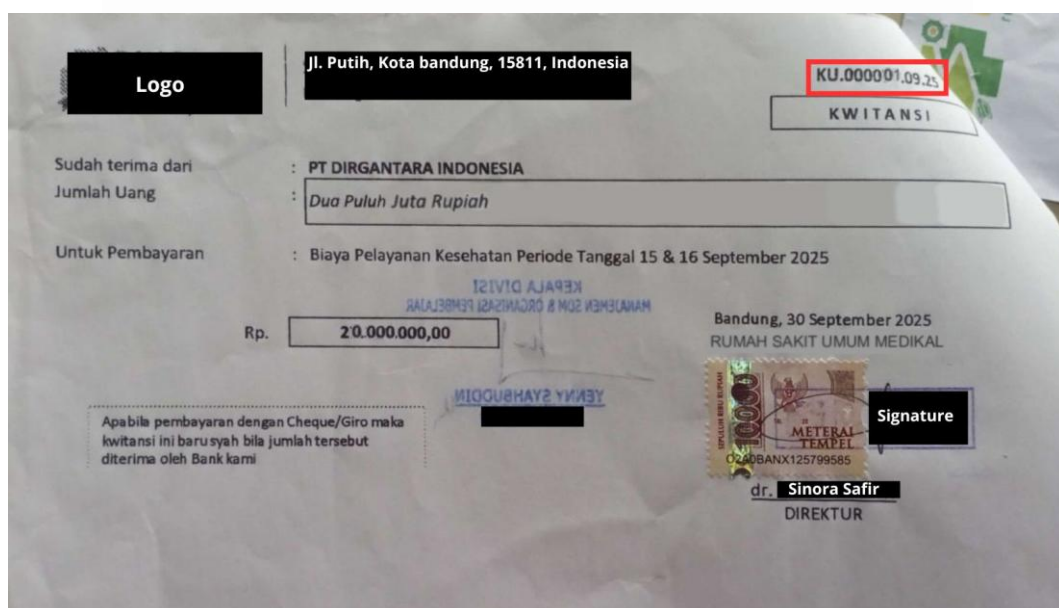 Logo
Jl. Putih, Kota bandung, 15811, Indonesia
KU.000001.09.25
KWITANSI
Sudah terima dari : PT DIRGANTARA INDONESIA
Jumlah Uang : Dua Puluh Juta Rupiah
Untuk Pembayaran : Biaya Pelayanan Kesehatan Periode Tanggal 15 & 16 September 2025
KEPALA DIVISI
MANAJEMEN SDM & ORGANISASI PEMBELAJAR
Rp. 20.000.000,00
YENNY SYAHBUDDIN
Bandung, 30 September 2025
RUMAH SAKIT UMUM MEDIKAL
SEPULUH RIBU RUPIAH
10000
METERAI
TEMPEL
Signature
dr. Sinora Safir
DIREKTUR
Apabila pembayaran dengan Cheque/Giro maka
kwitansi ini baru syah bila jumlah tersebut
diterima oleh Bank kami